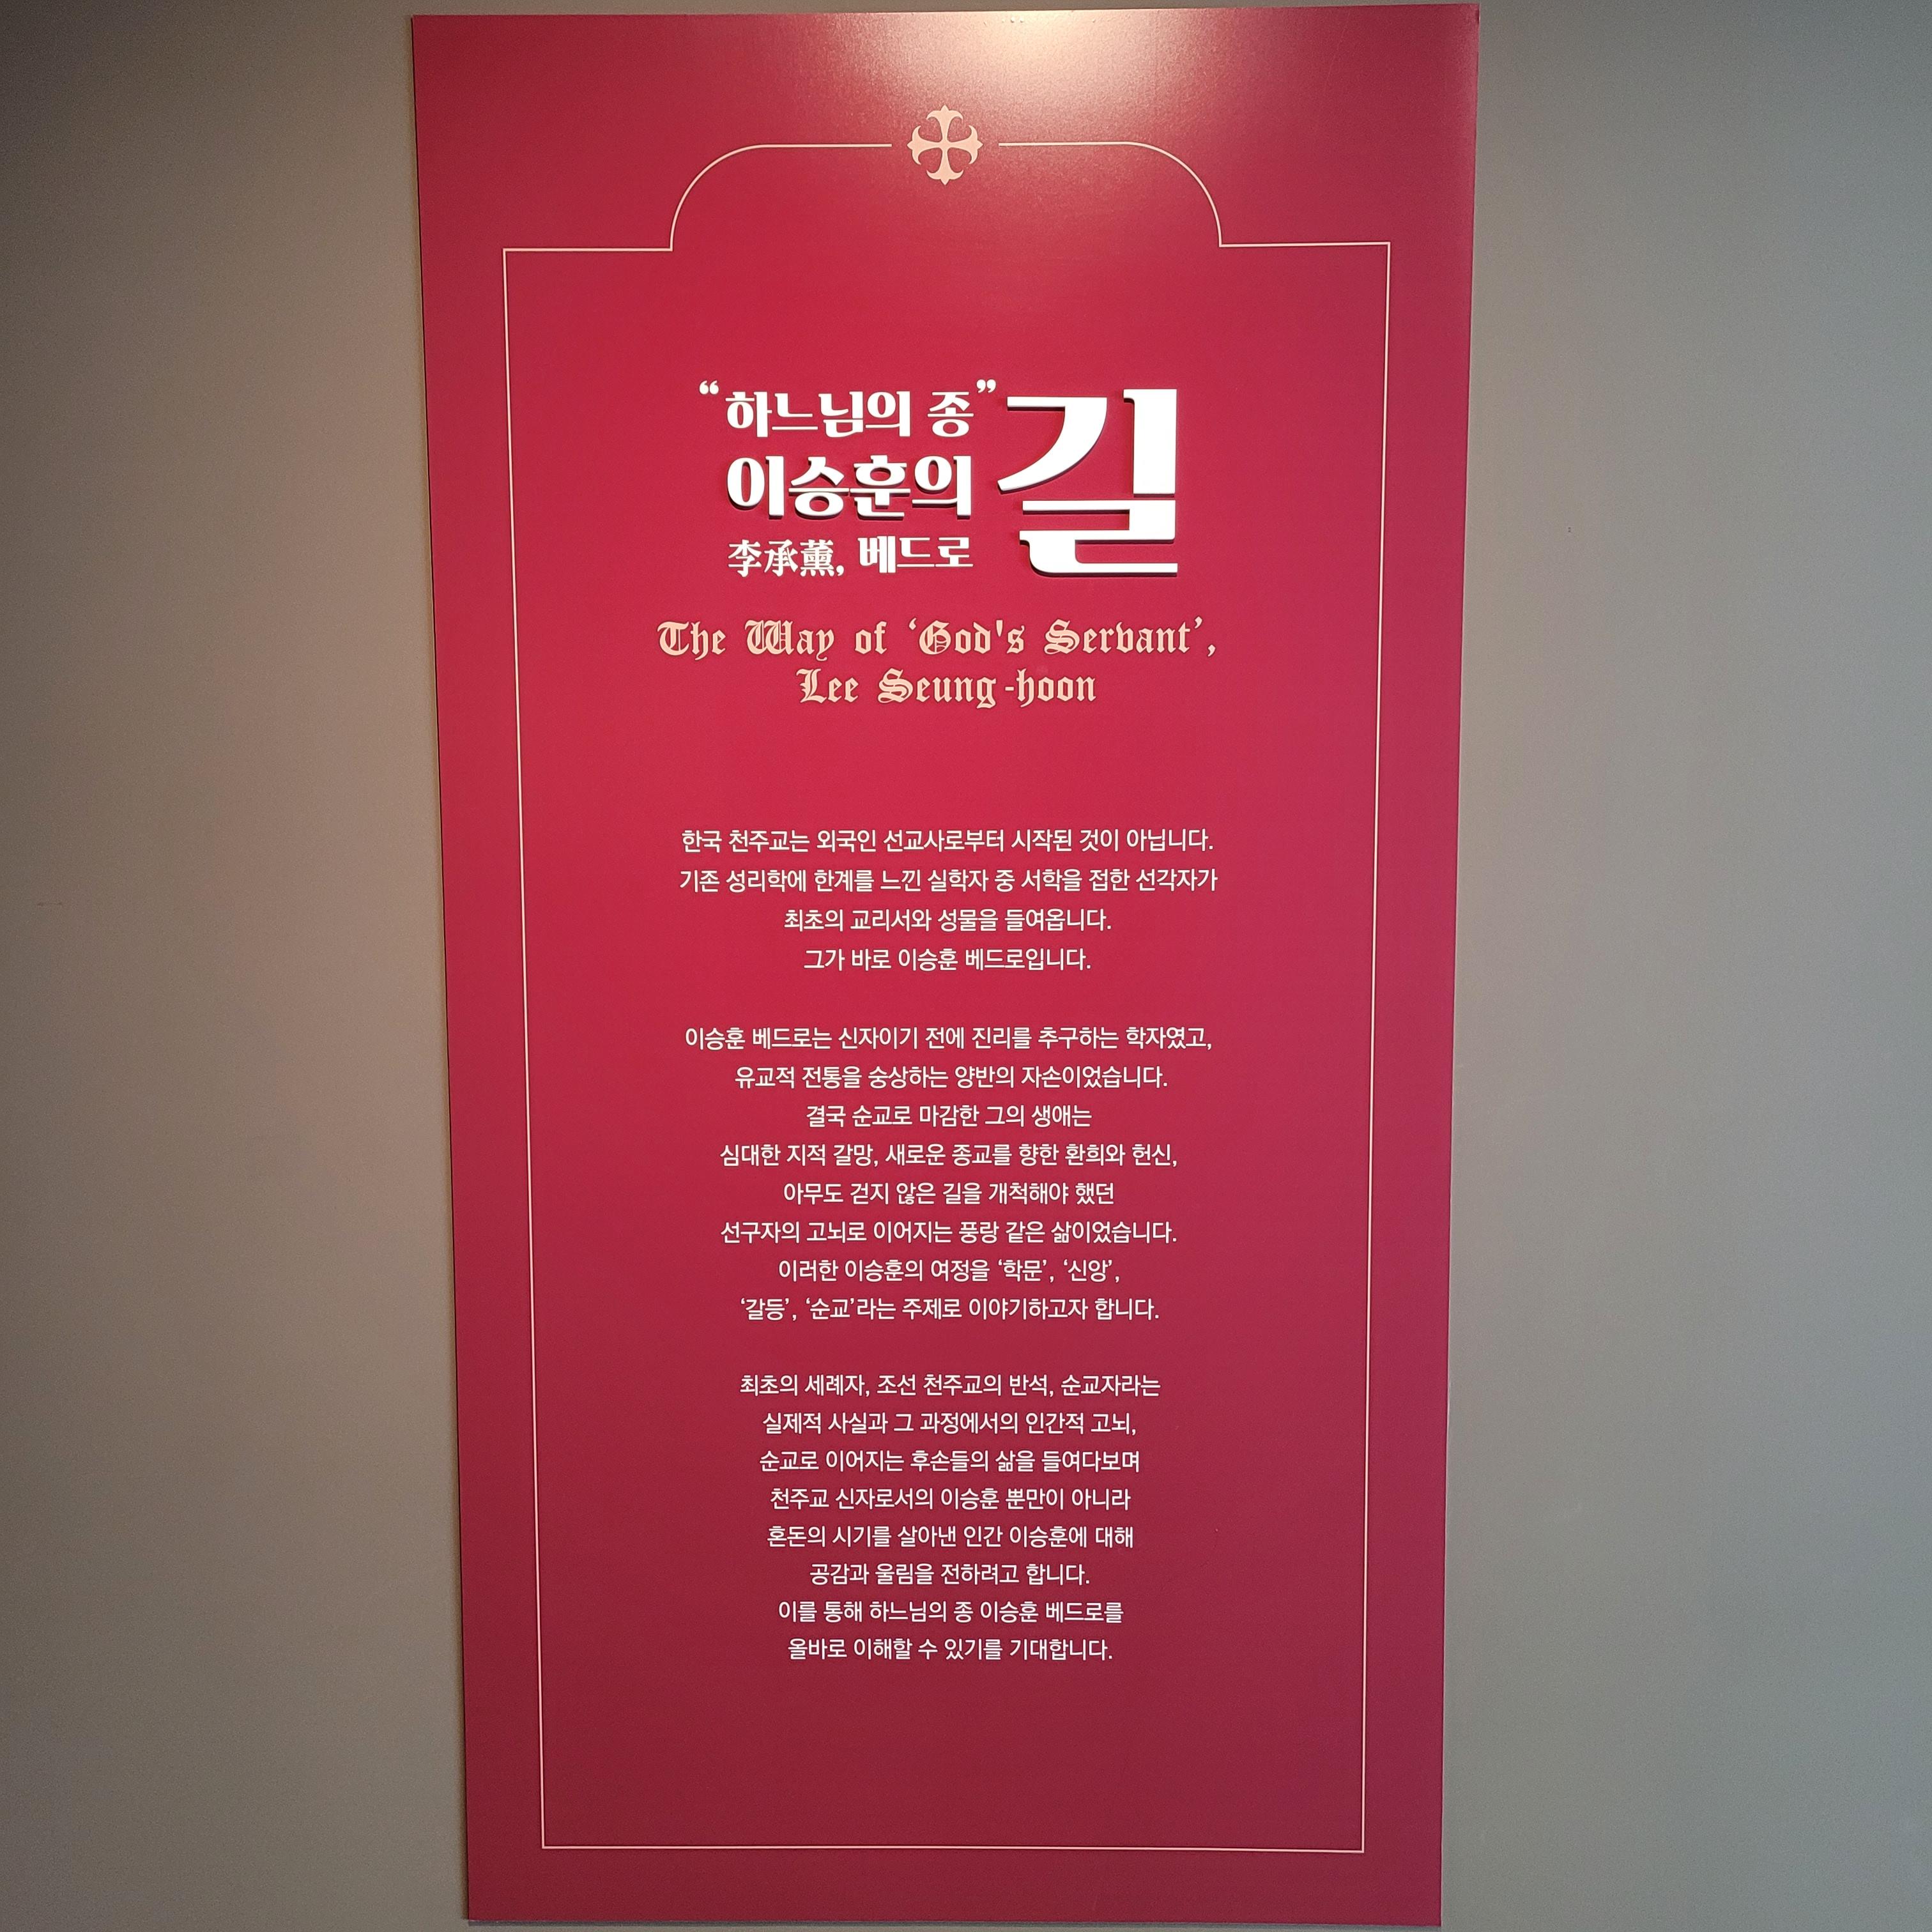 “하느님의 종”
이승훈의 길
李承薰, 베드로
The Way of ‘God's Servant’,
Lee Seung-hoon
한국 천주교는 외국인 선교사로부터 시작된 것이 아닙니다.
기존 성리학에 한계를 느낀 실학자 중 서학을 접한 선각자가
최초의 교리서와 성물을 들여옵니다.
그가 바로 이승훈 베드로입니다.
이승훈 베드로는 신자이기 전에 진리를 추구하는 학자였고,
유교적 전통을 숭상하는 양반의 자손이었습니다.
결국 순교로 마감한 그의 생애는
심대한 지적 갈망, 새로운 종교를 향한 환희와 헌신,
아무도 걷지 않은 길을 개척해야 했던
선구자의 고뇌로 이어지는 풍랑 같은 삶이었습니다.
이러한 이승훈의 여정을 ‘학문’, ‘신앙’,
‘갈등’, ‘순교’라는 주제로 이야기하고자 합니다.
최초의 세례자, 조선 천주교의 반석, 순교자라는
실제적 사실과 그 과정에서의 인간적 고뇌,
순교로 이어지는 후손들의 삶을 들여다보며
천주교 신자로서의 이승훈 뿐만이 아니라
혼돈의 시기를 살아낸 인간 이승훈에 대해
공감과 울림을 전하려고 합니다.
이를 통해 하느님의 종 이승훈 베드로를
올바로 이해할 수 있기를 기대합니다.